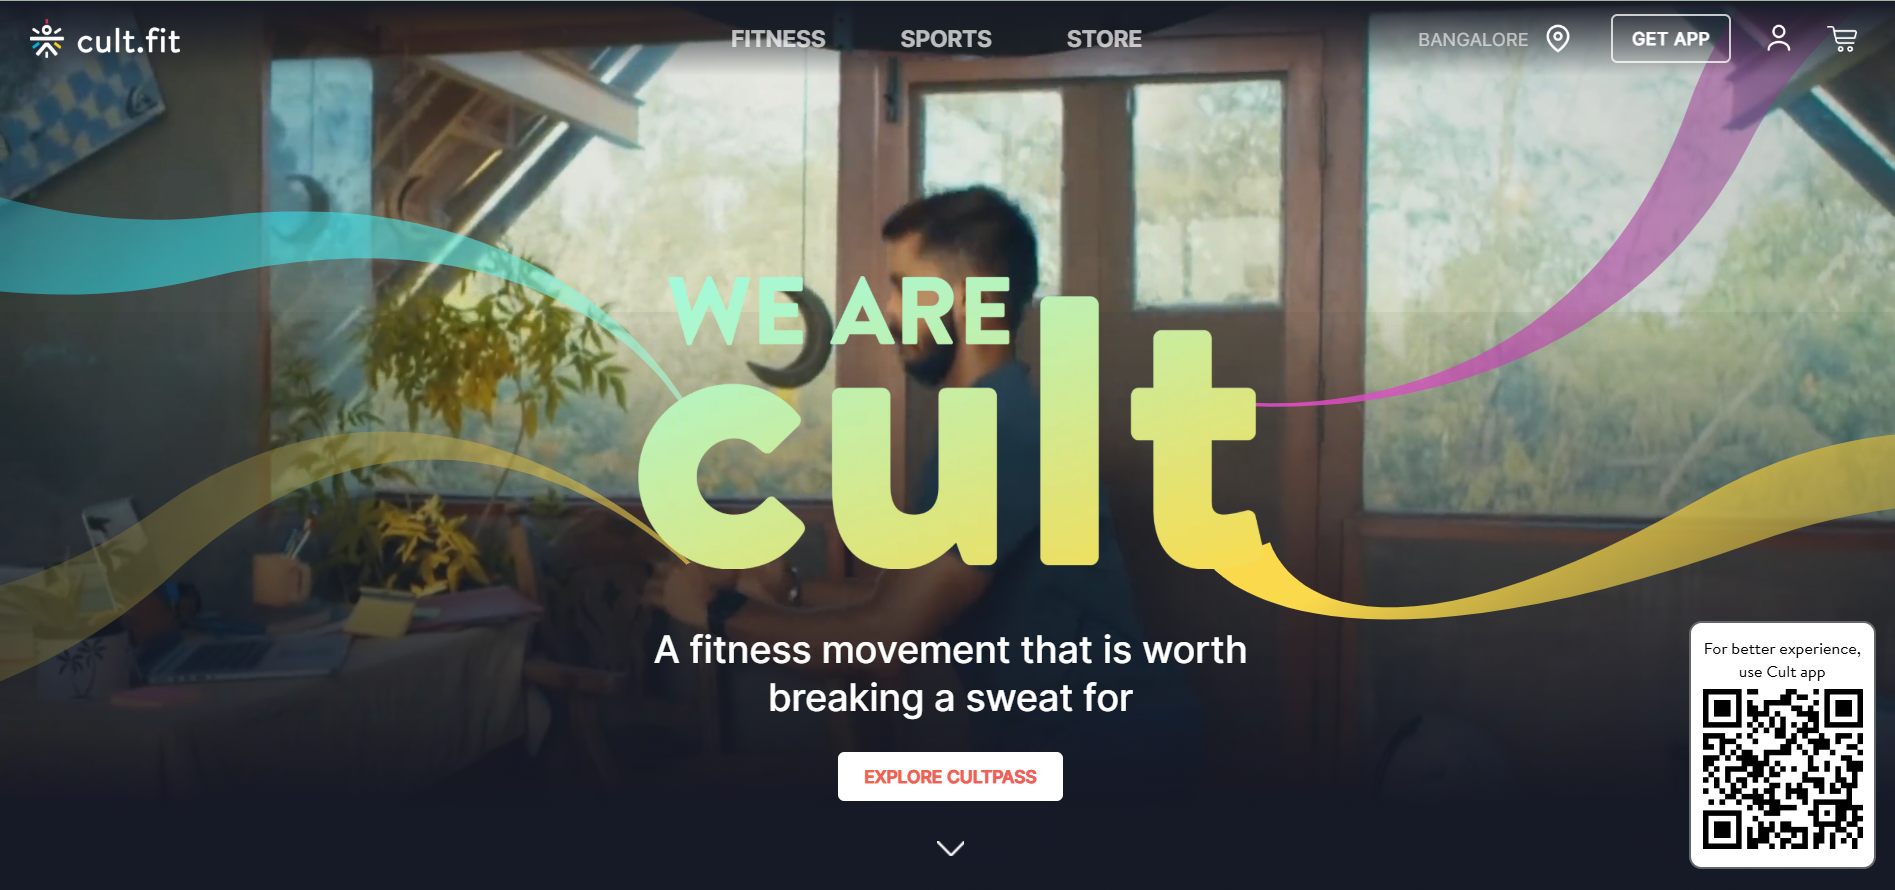 cult.fit
FITNESS SPORTS STORE
BANGALORE
GET APP
WE ARE
cult
A fitness movement that is worth
breaking a sweat for
EXPLORE CULTPASS
For better experience,
use Cult app